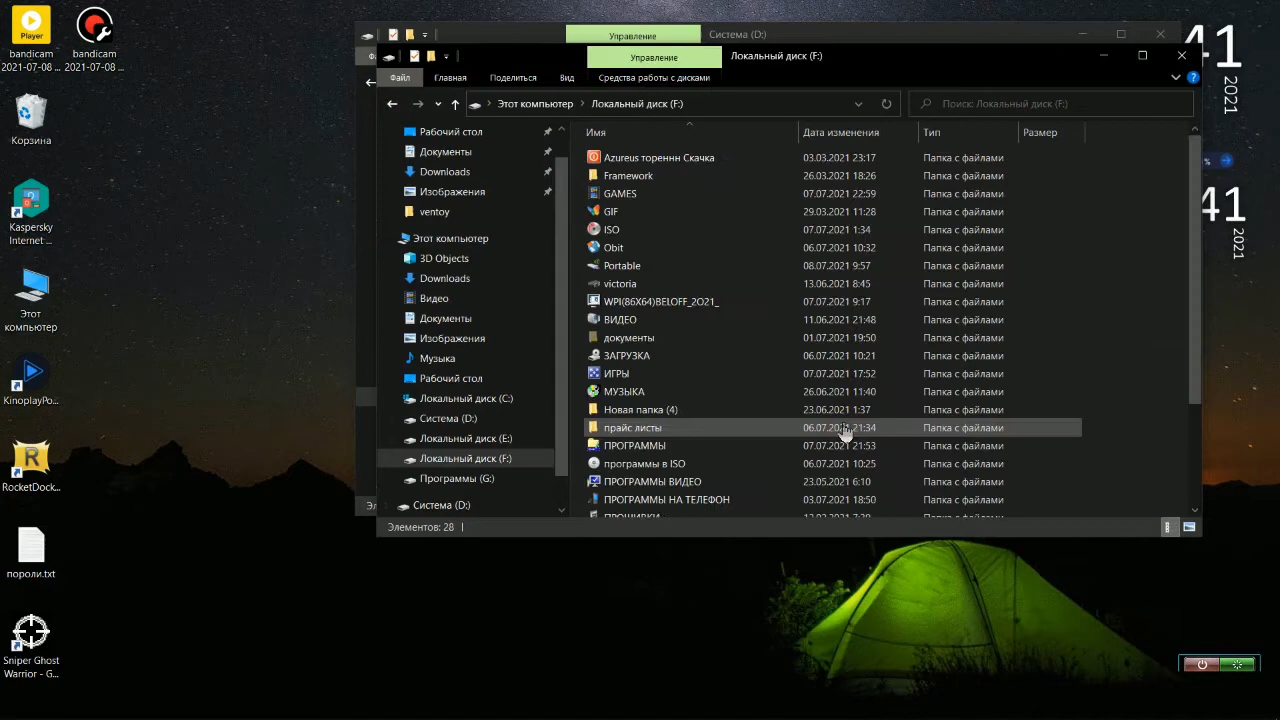 bandicam
2021-07-08 ...
bandicam
2021-07-08 ...
Корзина
Kaspersky
Internet ...
Этот
компьютер
KinoplayPo...
RocketDock...
пороли.txt
Sniper Ghost
Warrior - G...
Управление
Система (D:)
Управление
Локальный диск (F:)
Файл
Главная
Поделиться
Вид
Средства работы с дисками
Этот компьютер
Локальный диск (F:)
Поиск: Локальный диск (F:)
Рабочий стол
Документы
Downloads
Изображения
ventoy
Этот компьютер
3D Objects
Downloads
Видео
Документы
Изображения
Музыка
Рабочий стол
Локальный диск (C:)
Система (D:)
Локальный диск (E:)
Локальный диск (F:)
Программы (G:)
Система (D:)
Имя Дата изменения Тип Размер
Azureus тореннн Скачка 03.03.2021 23:17 Папка с файлами
Framework 26.03.2021 18:26 Папка с файлами
GAMES 07.07.2021 22:59 Папка с файлами
GIF 29.03.2021 11:28 Папка с файлами
ISO 07.07.2021 1:34 Папка с файлами
Obit 06.07.2021 10:32 Папка с файлами
Portable 08.07.2021 9:57 Папка с файлами
victoria 13.06.2021 8:45 Папка с файлами
WPI(86X64)BELOFF_2O21_ 07.07.2021 9:17 Папка с файлами
ВИДЕО 11.06.2021 21:48 Папка с файлами
документы 01.07.2021 19:50 Папка с файлами
ЗАГРУЗКА 06.07.2021 10:21 Папка с файлами
ИГРЫ 07.07.2021 17:52 Папка с файлами
МУЗЫКА 26.06.2021 11:40 Папка с файлами
Новая папка (4) 23.06.2021 1:37 Папка с файлами
прайс листы 06.07.2021 21:34 Папка с файлами
ПРОГРАММЫ 07.07.2021 21:53 Папка с файлами
программы в ISO 06.07.2021 10:25 Папка с файлами
ПРОГРАММЫ ВИДЕО 23.05.2021 6:10 Папка с файлами
ПРОГРАММЫ НА ТЕЛЕФОН 03.07.2021 18:50 Папка с файлами
Элементов: 28
41
2021
%
41
2021